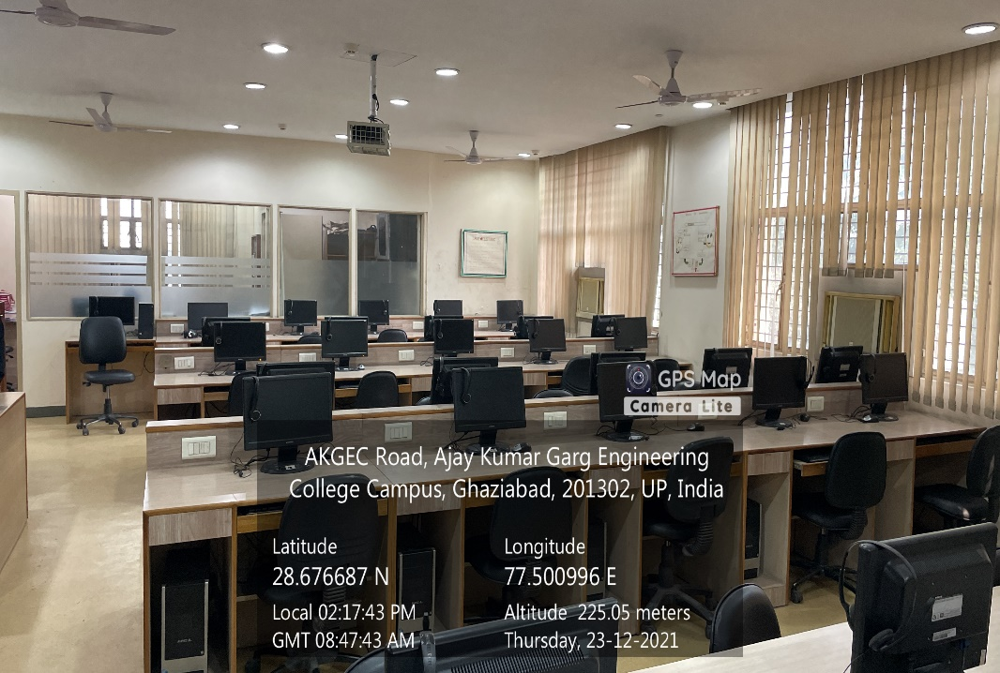 GPS Map
Camera Lite
AKGEC Road, Ajay Kumar Garg Engineering
College Campus, Ghaziabad, 201302, UP, India
Latitude
28.676687 N
Longitude
77.500996 E
Local 02:17:43 PM
GMT 08:47:43 AM
Altitude 225.05 meters
Thursday, 23-12-2021